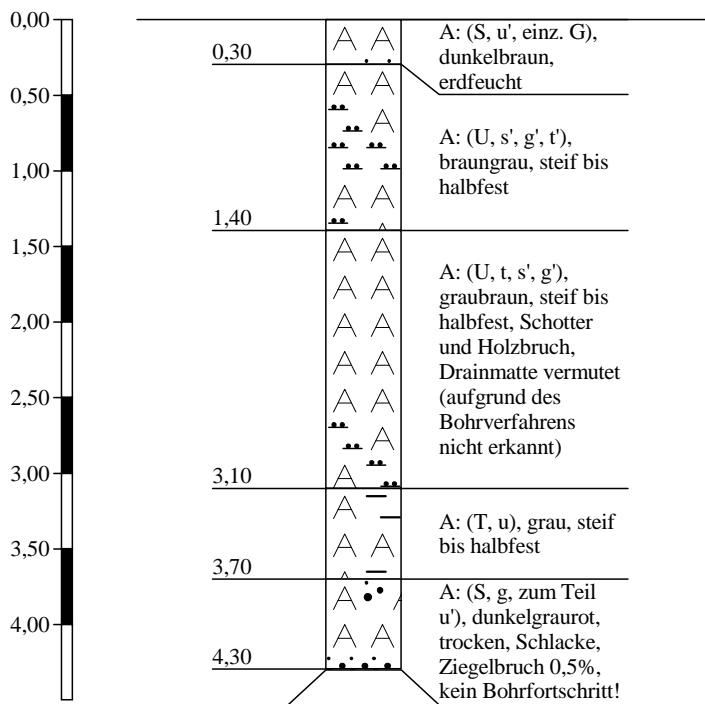 0,00
0,50
1,00
1,50
2,00
2,50
3,00
3,50
4,00
0,30
1,40
3,10
3,70
4,30
A: (S, u', einz. G),
dunkelbraun,
erdfeucht
A: (U, s', g', t'),
braungrau, steif bis
halbfest
A: (U, t, s', g'),
graubraun, steif bis
halbfest, Schotter
und Holzbruch,
Drainmatte vermutet
(aufgrund des
Bohrverfahrens
nicht erkannt)
A: (T, u), grau, steif
bis halbfest
A: (S, g, zum Teil
u'), dunkelgraurot,
trocken, Schlacke,
Ziegelbruch 0,5%,
kein Bohrfortschritt!